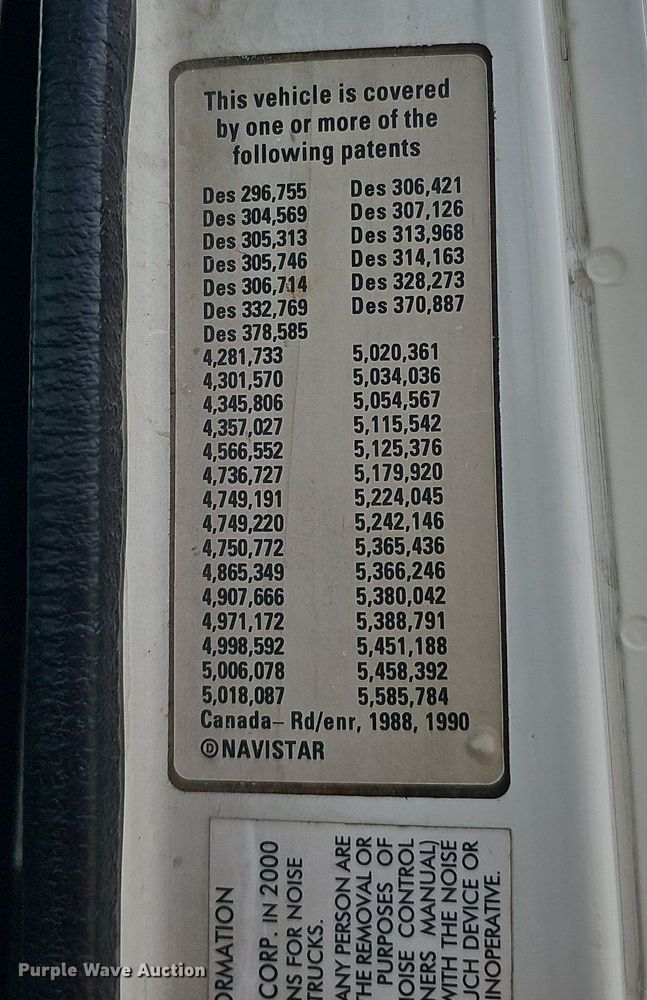 This vehicle is covered
by one or more of the
following patents
Des 296,755 Des 306,421
Des 304,569 Des 307,126
Des 305,313 Des 313,968
Des 305,746 Des 314,163
Des 306,714 Des 328,273
Des 332,769 Des 370,887
Des 378,585
4,281,733 5,020,361
4,301,570 5,034,036
4,345,806 5,054,567
4,357,027 5,115,542
4,566,552 5,125,376
4,736,727 5,179,920
4,749,191 5,224,045
4,749,220 5,242,146
4,750,772 5,365,436
4,865,349 5,366,246
4,907,666 5,380,042
4,971,172 5,388,791
4,998,592 5,451,188
5,006,078 5,458,392
5,018,087 5,585,784
Canada– Rd/enr, 1988, 1990
NAVISTAR
ORMATION
CORP. IN 2000
NS FOR NOISE
TRUCKS.
ANY PERSON ARE
THE REMOVAL OR
PURPOSES OF
NOISE CONTROL
NERS MANUAL)
WITH THE NOISE
UCH DEVICE OR
INOPERATIVE.
Purple Wave Auction